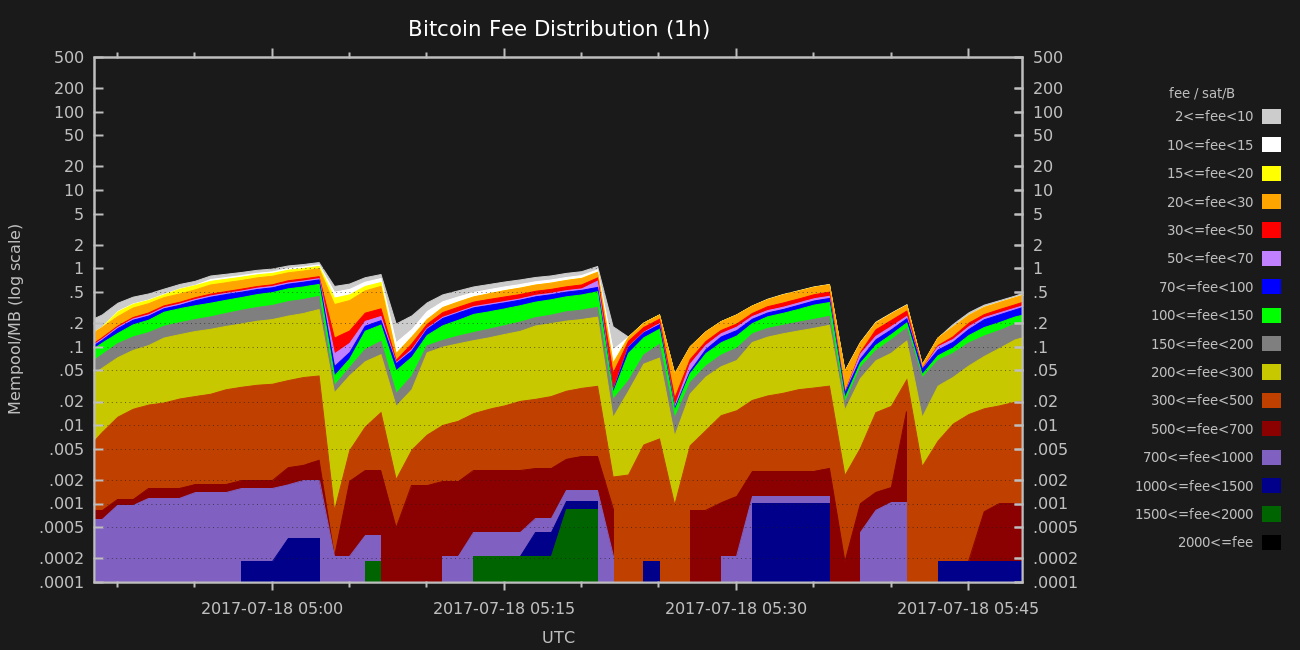 Bitcoin Fee Distribution (1h)
500 500
200 200
100 100
50 50
20 20
10 10
5 5
2 2
1 1
.5 .5
.2 .2
.1 .1
.05 .05
.02 .02
.01 .01
.005 .005
.002 .002
.001 .001
.0005 .0005
.0002 .0002
.0001 .0001
Mempool/MB (log scale)
2017-07-18 05:00 2017-07-18 05:15 2017-07-18 05:30 2017-07-18 05:45
UTC
fee / sat/B
2<=fee<10
10<=fee<15
15<=fee<20
20<=fee<30
30<=fee<50
50<=fee<70
70<=fee<100
100<=fee<150
150<=fee<200
200<=fee<300
300<=fee<500
500<=fee<700
700<=fee<1000
1000<=fee<1500
1500<=fee<2000
2000<=fee